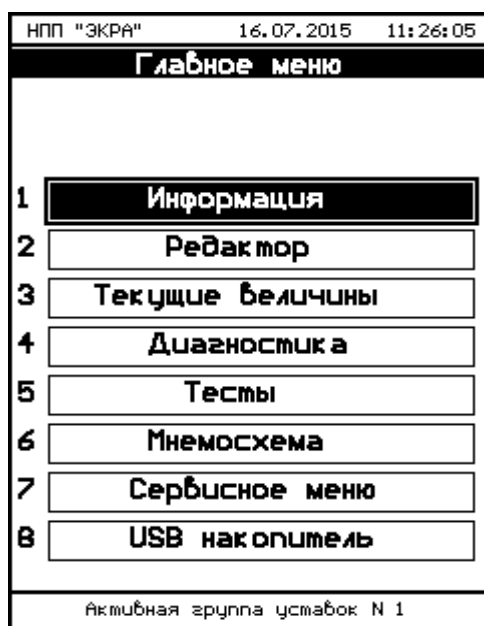 НПП "ЭКРА" 16.07.2015 11:26:05
Главное меню
1 Информация
2 Редактор
3 Текущие величины
4 Диагностика
5 Тесты
6 Мнемосхема
7 Сервисное меню
8 USB накопитель
Активная группа уставок N 1